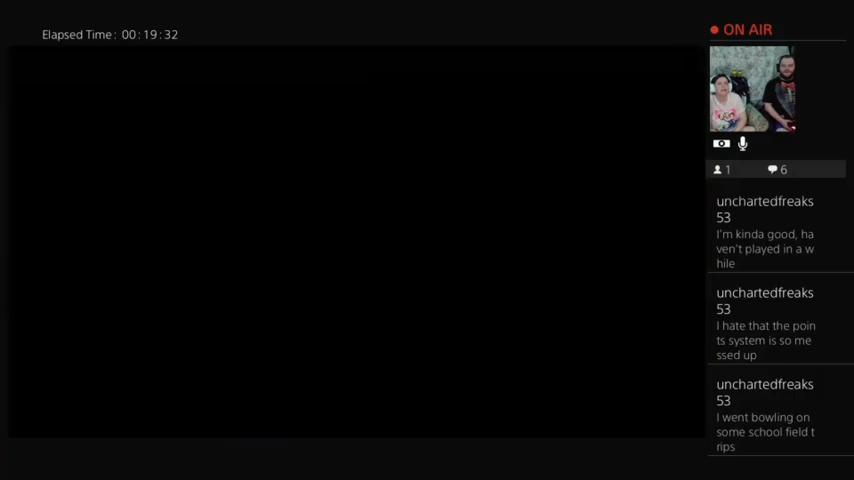 Elapsed Time: 00:19:32
ON AIR
1 6
unchartedfreaks
53
I'm kinda good, ha
ven't played in a w
hile
unchartedfreaks
53
I hate that the poin
ts system is so me
ssed up
unchartedfreaks
53
I went bowling on
some school field t
rips